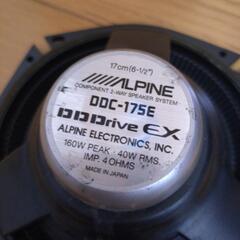 17cm (6-1/2")
ALPINE
COMPONENT 2-WAY SPEAKER SYSTEM
DDC-175E
DDDrive EX
ALPINE ELECTRONICS, INC.
160W PEAK 40W RMS.
IMP. 4 OHMS
MADE IN JAPAN